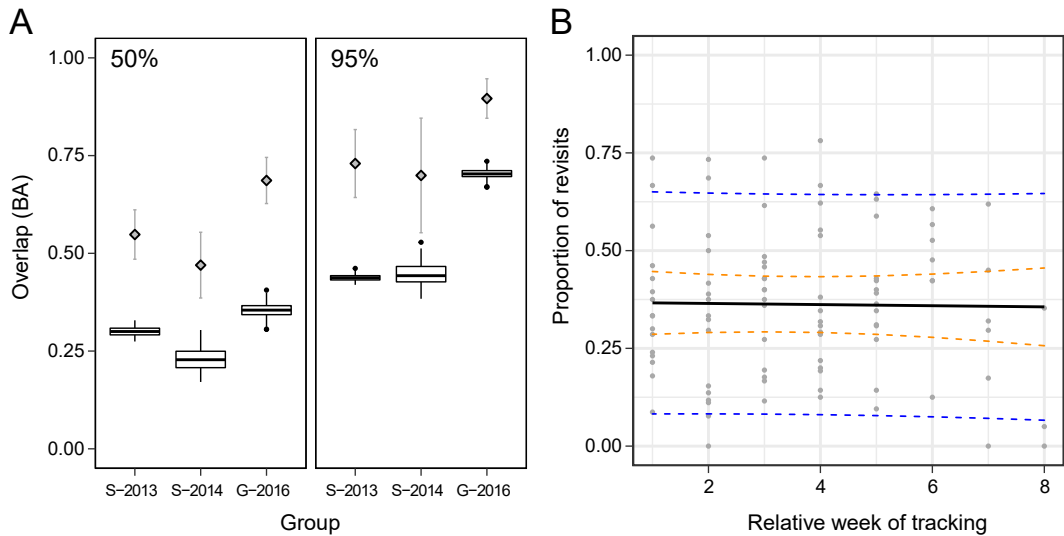 A
50%
95%
1.00
0.75
0.50
0.25
0.00
Overlap (BA)
S−2013 S−2014 G−2016
S−2013 S−2014 G−2016
Group
B
1.00
0.75
0.50
0.25
0.00
Proportion of revisits
2 4 6 8
Relative week of tracking